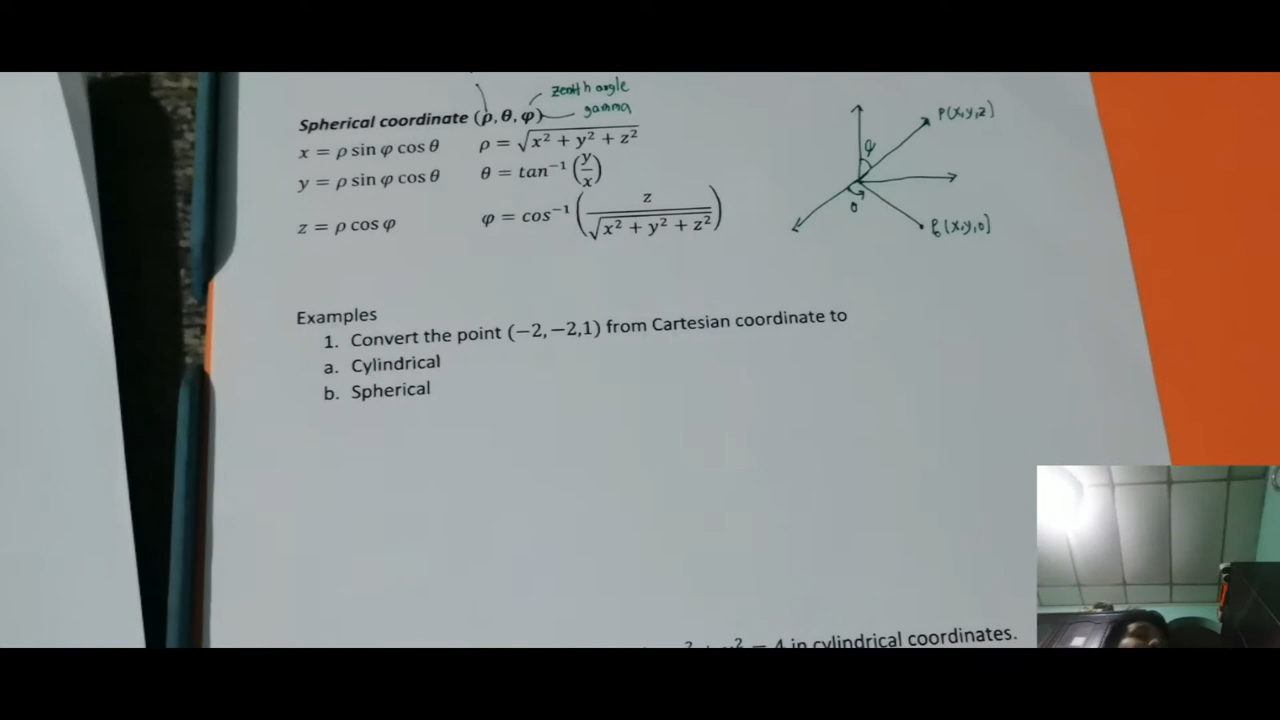 zenith angle
gamma
Spherical coordinate (ρ, θ, φ)
x = ρ sin φ cos θ ρ = √x² + y² + z²
y = ρ sin φ cos θ θ = tan⁻¹ (y/x)
z = ρ cos φ φ = cos⁻¹ (z/√x² + y² + z²)
P(x,y,z)
φ
θ
(x,y,0)
Examples
1. Convert the point (−2, −2,1) from Cartesian coordinate to
a. Cylindrical
b. Spherical
− 4 in cylindrical coordinates.